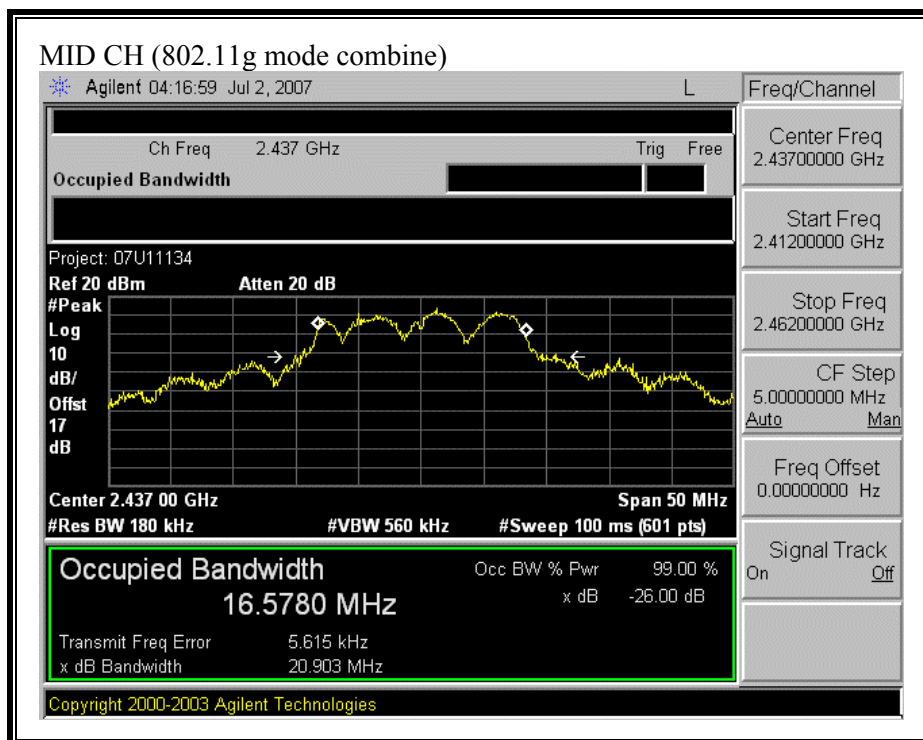 MID CH (802.11g mode combine)
Agilent 04:16:59 Jul 2, 2007 L
Freq/Channel
Ch Freq 2.437 GHz Trig Free
Occupied Bandwidth
Center Freq
2.43700000 GHz
Start Freq
2.41200000 GHz
Stop Freq
2.46200000 GHz
CF Step
5.00000000 MHz
Auto Man
Freq Offset
0.00000000 Hz
Signal Track
On Off
Project: 07U11134
Ref 20 dBm Atten 20 dB
#Peak
Log
10
dB/
Offst
17
dB
Center 2.437 00 GHz Span 50 MHz
#Res BW 180 kHz #VBW 560 kHz #Sweep 100 ms (601 pts)
Occupied Bandwidth Occ BW % Pwr 99.00 %
16.5780 MHz x dB -26.00 dB
Transmit Freq Error 5.615 kHz
x dB Bandwidth 20.903 MHz
Copyright 2000-2003 Agilent Technologies